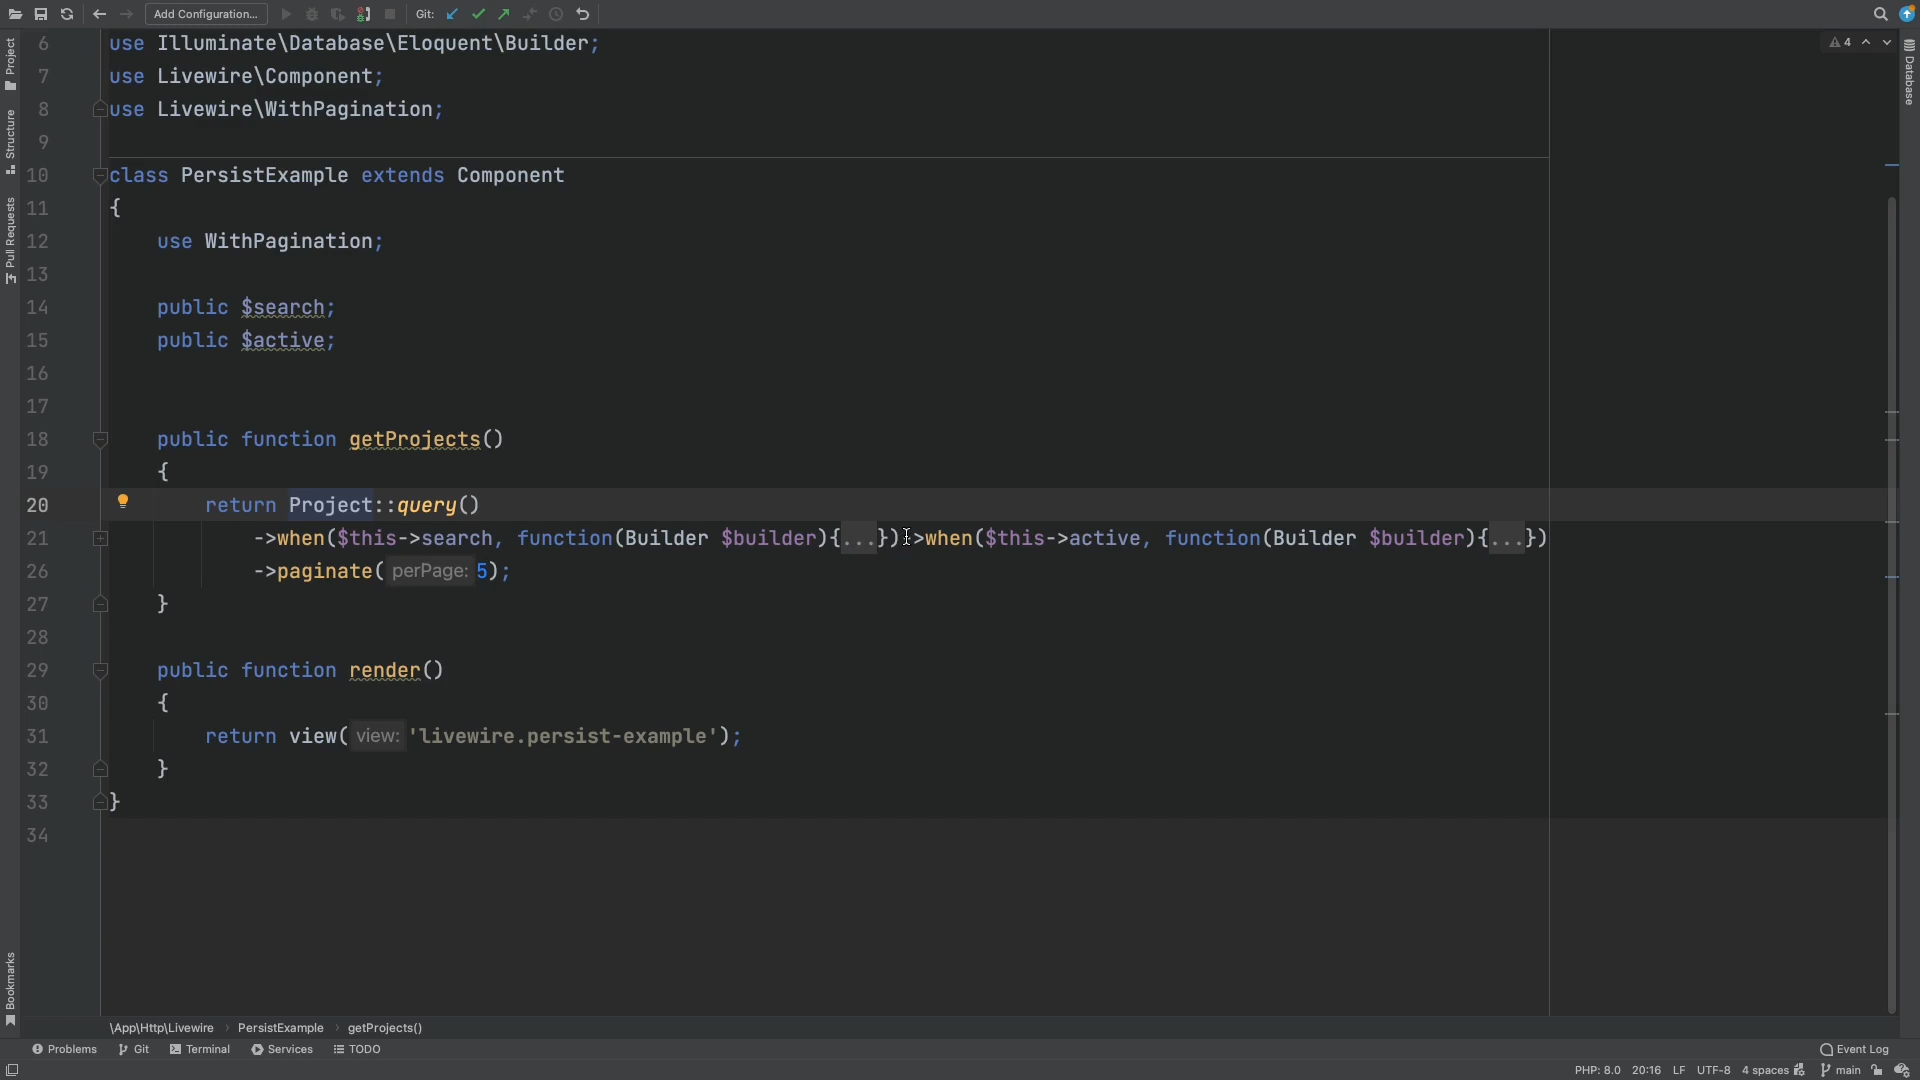 Add Configuration...
Git:
Project
Structure
Pull Requests
Bookmarks
Database
4
6 use Illuminate\Database\Eloquent\Builder;
7 use Livewire\Component;
8 use Livewire\WithPagination;
9
10 class PersistExample extends Component
11 {
12 use WithPagination;
13
14 public $search;
15 public $active;
16
17
18 public function getProjects()
19 {
20 return Project::query()
21 ->when($this->search, function(Builder $builder){...})->when($this->active, function(Builder $builder){...})
26 ->paginate( perPage: 5);
27 }
28
29 public function render()
30 {
31 return view( view: 'livewire.persist-example');
32 }
33 }
34
\App\Http\Livewire › PersistExample › getProjects()
Problems Git Terminal Services TODO
Event Log
PHP: 8.0 20:16 LF UTF-8 4 spaces main